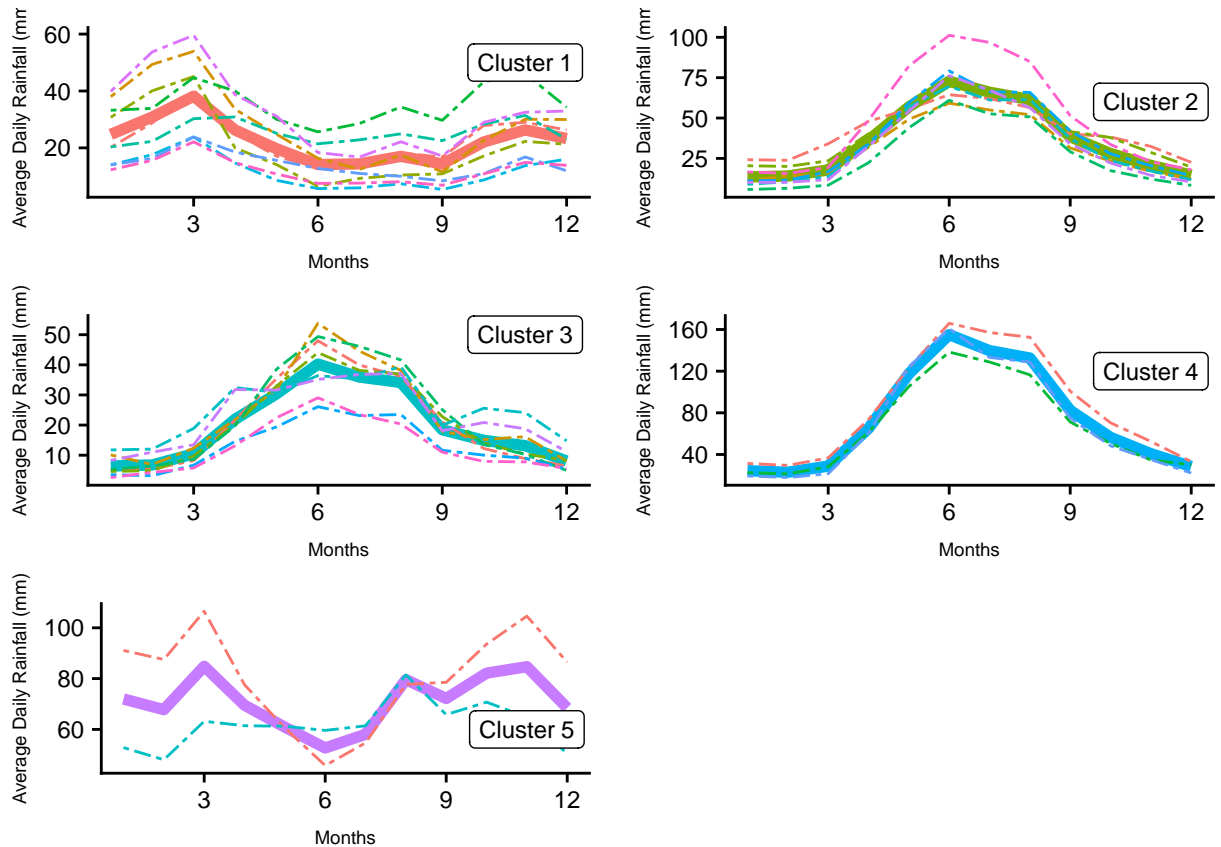 Average Daily Rainfall (mm
60
40
20
Cluster 1
3
6
9
12
Months
Average Daily Rainfall (mm
100
75
50
25
Cluster 2
3
6
9
12
Months
Average Daily Rainfall (mm)
50
40
30
20
10
Cluster 3
3
6
9
12
Months
Average Daily Rainfall (mm)
160
120
80
40
Cluster 4
3
6
9
12
Months
Average Daily Rainfall (mm)
100
80
60
Cluster 5
3
6
9
12
Months